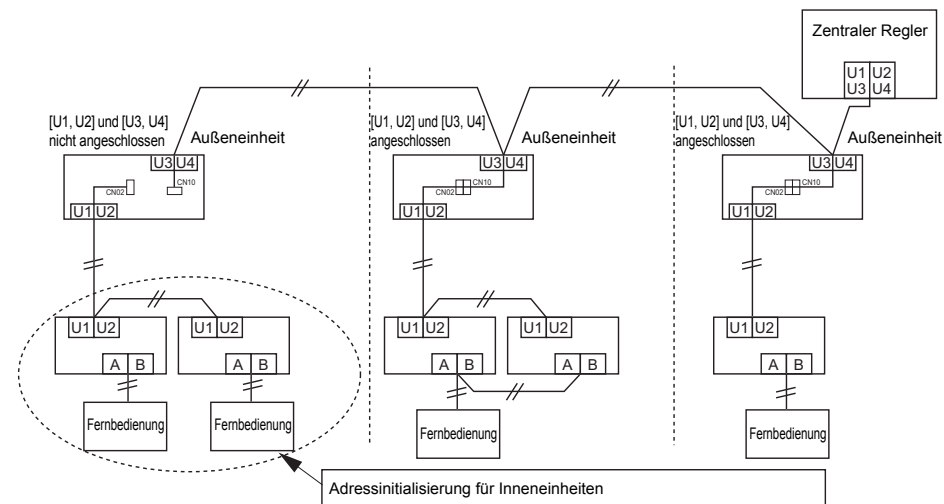 Zentraler Regler
U1 U2
U3 U4
[U1, U2] und [U3, U4]
nicht angeschlossen
Außeneinheit
[U1, U2] und [U3, U4]
angeschlossen
Außeneinheit
[U1, U2] und [U3, U4]
angeschlossen
Außeneinheit
U3 U4
CN02
CN10
U1 U2
U3 U4
CN02
CN10
U1 U2
U3 U4
CN02
CN10
U1 U2
U1 U2
A B
U1 U2
A B
U1 U2
A B
U1 U2
A B
U1 U2
A B
Fernbedienung
Fernbedienung
Fernbedienung
Fernbedienung
Adressinitialisierung für Inneneinheiten